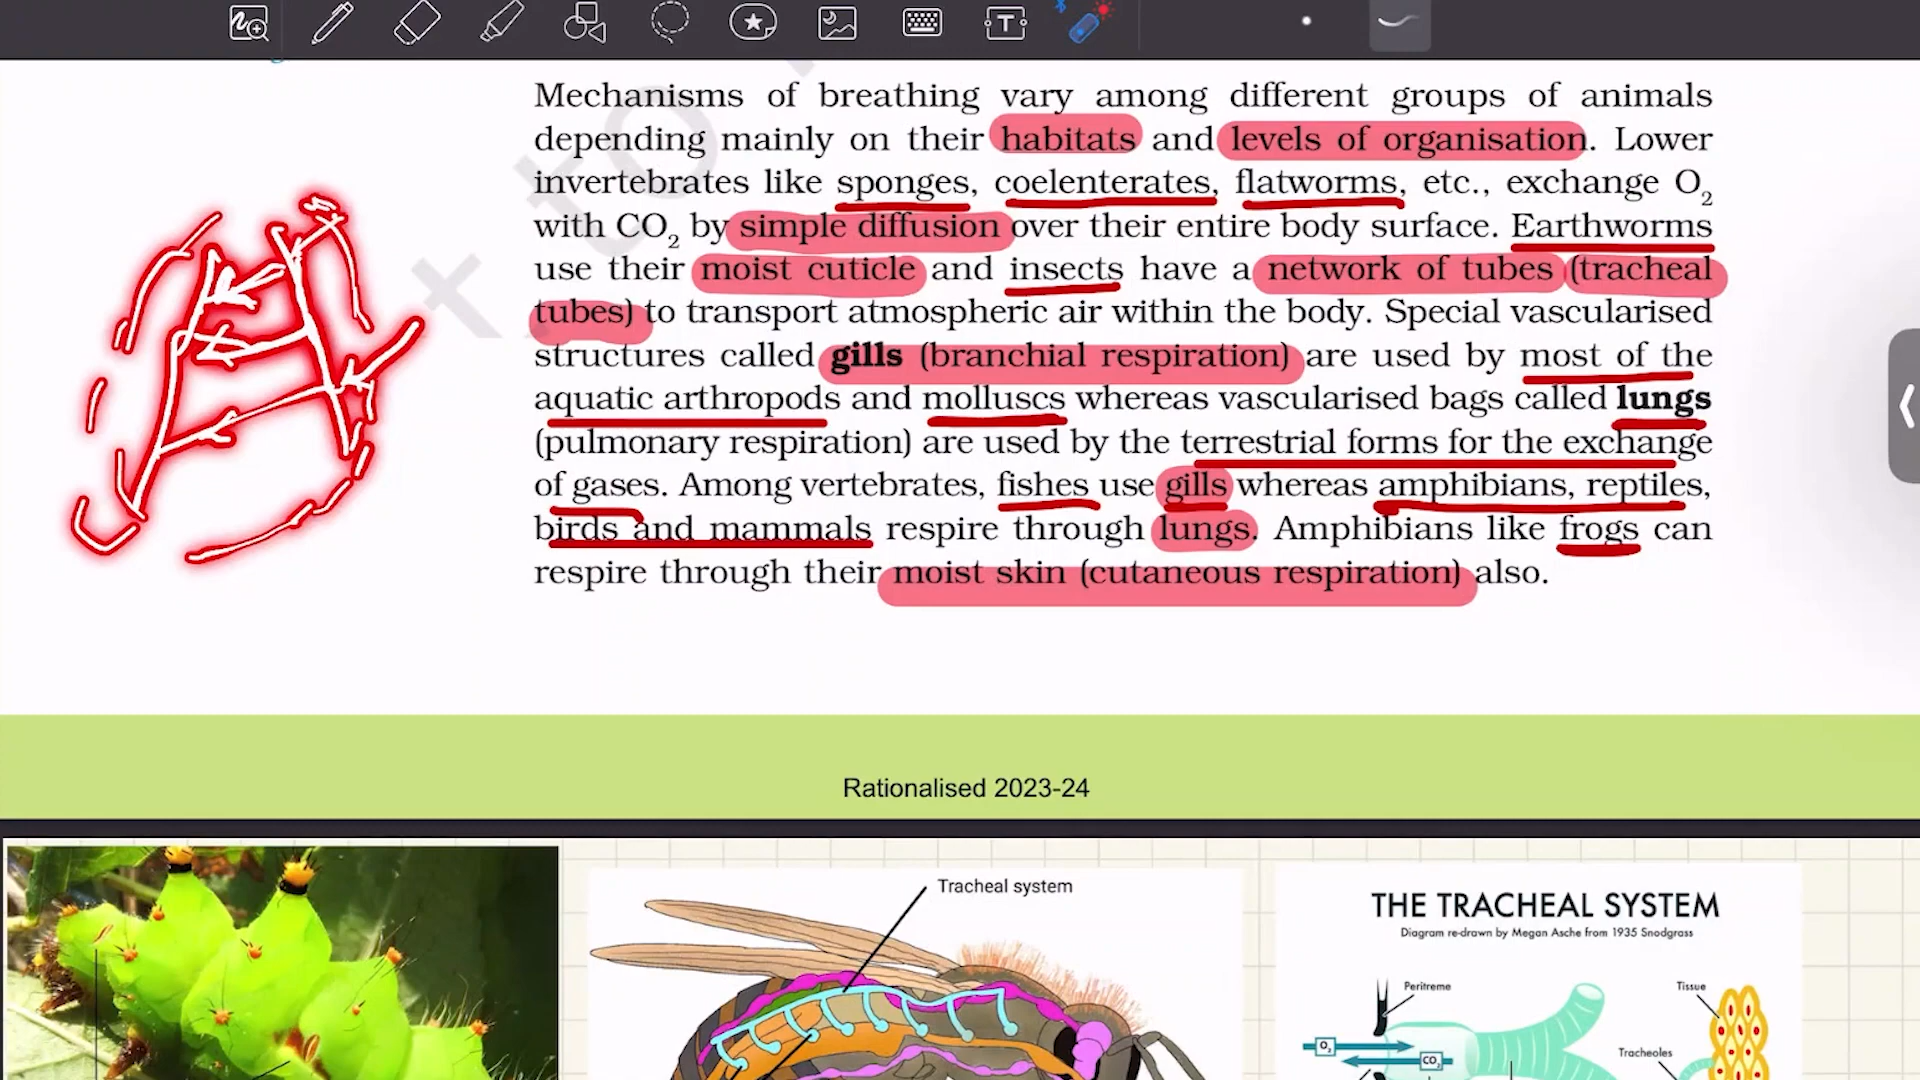 Mechanisms of breathing vary among different groups of animals
depending mainly on their habitats and levels of organisation. Lower
invertebrates like sponges, coelenterates, flatworms, etc., exchange O2
with CO2 by simple diffusion over their entire body surface. Earthworms
use their moist cuticle and insects have a network of tubes (tracheal
tubes) to transport atmospheric air within the body. Special vascularised
structures called gills (branchial respiration) are used by most of the
aquatic arthropods and molluscs whereas vascularised bags called lungs
(pulmonary respiration) are used by the terrestrial forms for the exchange
of gases. Among vertebrates, fishes use gills whereas amphibians, reptiles,
birds and mammals respire through lungs. Amphibians like frogs can
respire through their moist skin (cutaneous respiration) also.
Rationalised 2023-24
Tracheal system
THE TRACHEAL SYSTEM
Diagram re-drawn by Megan Asche from 1935 Snodgrass
Peritreme
Tissue
O2
CO2
Tracheoles